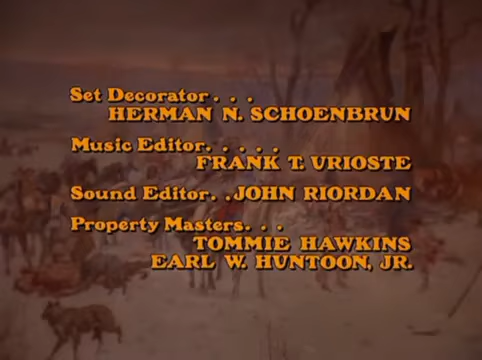 Set Decorator. . .
HERMAN N. SCHOENBRUN
Music Editor. . . . .
FRANK T. URIOSTE
Sound Editor. .JOHN RIORDAN
Property Masters. . .
TOMMIE HAWKINS
EARL W. HUNTOON, JR.